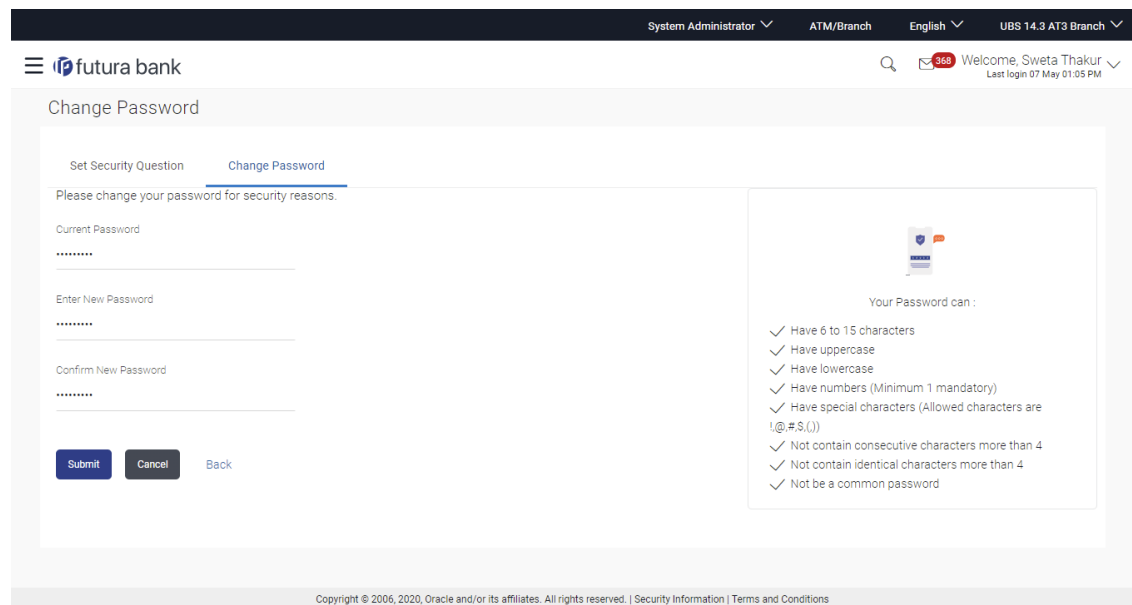 System Administrator ATM/Branch English UBS 14.3 AT3 Branch
futura bank
368
Welcome, Sweta Thakur
Last login 07 May 01:05 PM
Change Password
Set Security Question Change Password
Please change your password for security reasons.
Current Password
•••••••••
Enter New Password
•••••••••
Confirm New Password
•••••••••
Submit Cancel Back
Your Password can :
Have 6 to 15 characters
Have uppercase
Have lowercase
Have numbers (Minimum 1 mandatory)
Have special characters (Allowed characters are
!,@,#,$,(,))
Not contain consecutive characters more than 4
Not contain identical characters more than 4
Not be a common password
Copyright © 2006, 2020, Oracle and/or its affiliates. All rights reserved. | Security Information | Terms and Conditions